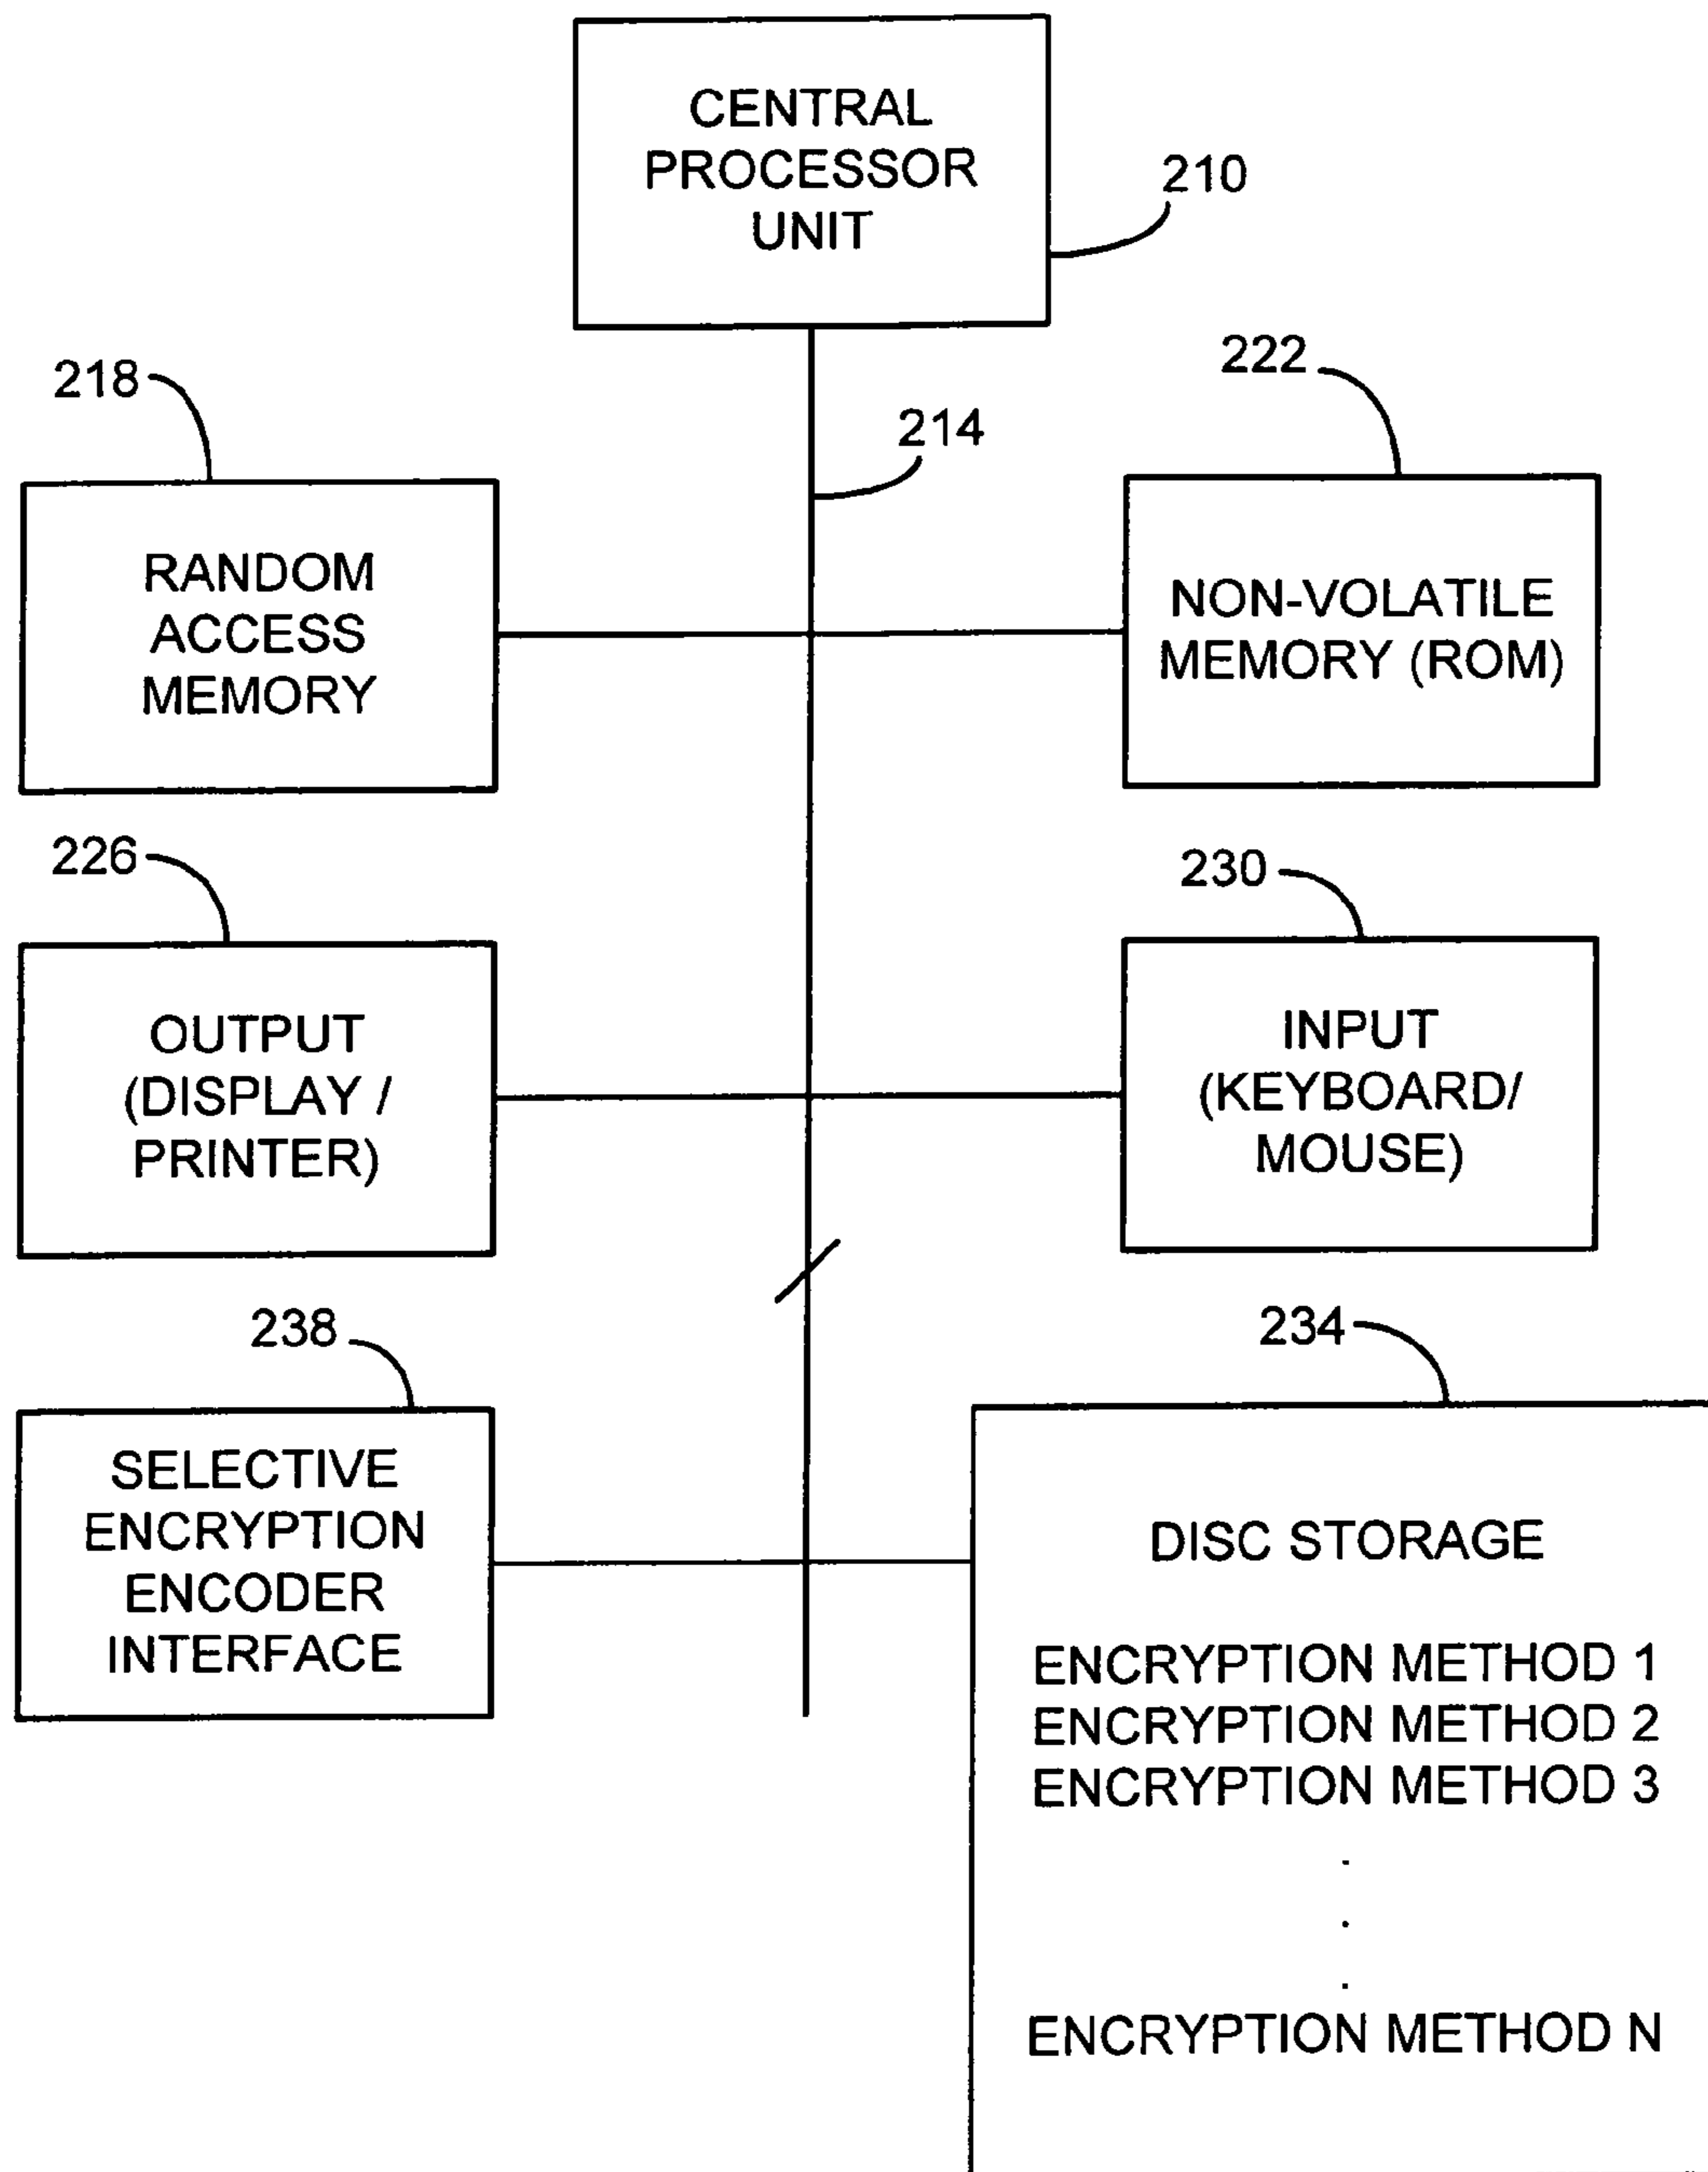 CENTRAL
PROCESSOR
UNIT
210
218
214
222
RANDOM
ACCESS
MEMORY
NON-VOLATILE
MEMORY (ROM)
226
230
OUTPUT
(DISPLAY /
PRINTER)
INPUT
(KEYBOARD/
MOUSE)
238
234
SELECTIVE
ENCRYPTION
ENCODER
INTERFACE
DISC STORAGE
ENCRYPTION METHOD 1
ENCRYPTION METHOD 2
ENCRYPTION METHOD 3
.
.
.
ENCRYPTION METHOD N